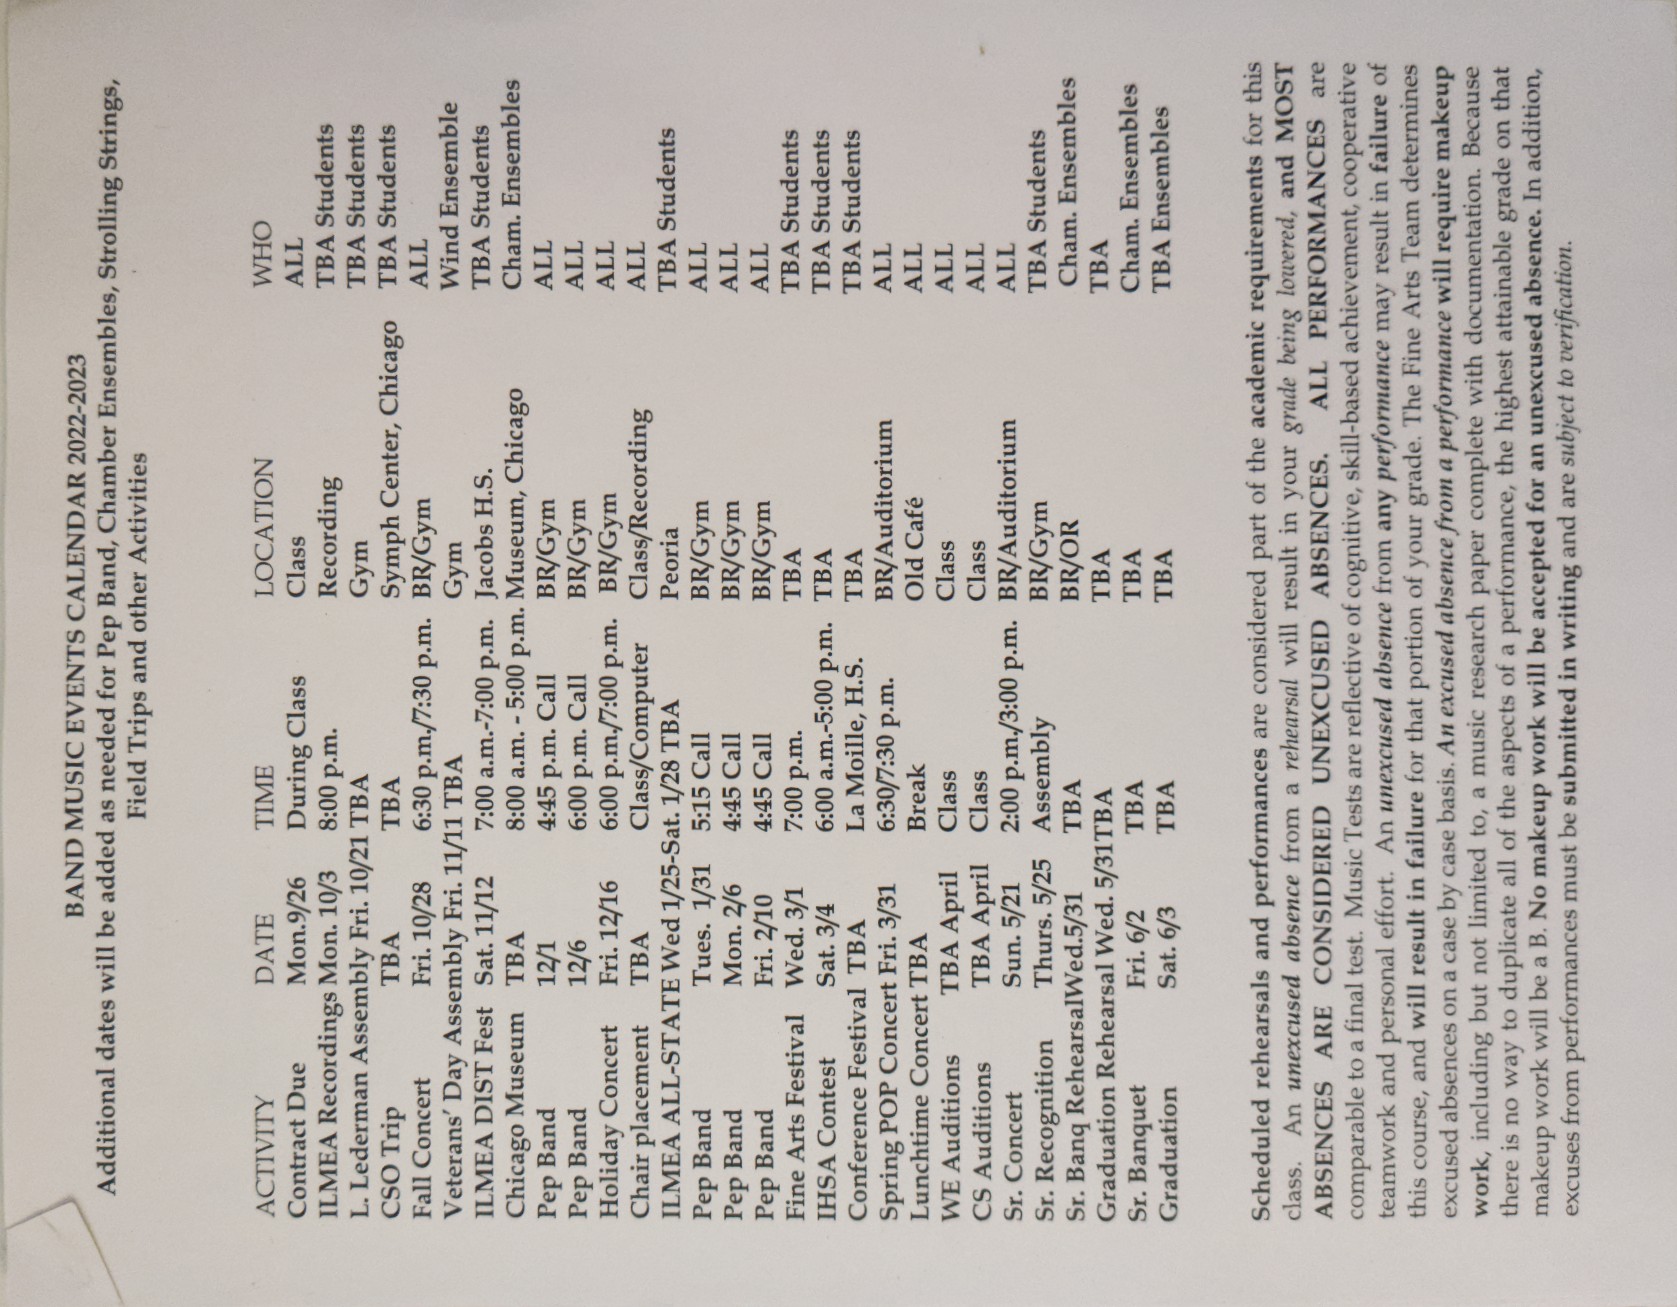 BAND MUSIC EVENTS CALENDAR 2022-2023
Additional dates will be added as needed for Pep Band, Chamber Ensembles, Strolling Strings,
Field Trips and other Activities
ACTIVITY DATE TIME LOCATION WHO
Contract Due Mon.9/26 During Class Class ALL
ILMEA Recordings Mon. 10/3 8:00 p.m. Recording TBA Students
L. Lederman Assembly Fri. 10/21 TBA Gym TBA Students
CSO Trip TBA TBA Symph Center, Chicago TBA Students
Fall Concert Fri. 10/28 6:30 p.m./7:30 p.m. BR/Gym ALL
Veterans' Day Assembly Fri. 11/11 TBA Gym Wind Ensemble
ILMEA DIST Fest Sat. 11/12 7:00 a.m.-7:00 p.m. Jacobs H.S. TBA Students
Chicago Museum TBA 8:00 a.m. - 5:00 p.m. Museum, Chicago Cham. Ensembles
Pep Band 12/1 4:45 p.m. Call BR/Gym ALL
Pep Band 12/6 6:00 p.m. Call BR/Gym ALL
Holiday Concert Fri. 12/16 6:00 p.m./7:00 p.m. BR/Gym ALL
Chair placement TBA Class/Computer Class/Recording ALL
ILMEA ALL-STATE Wed 1/25-Sat. 1/28 TBA Peoria TBA Students
Pep Band Tues. 1/31 5:15 Call BR/Gym ALL
Pep Band Mon. 2/6 4:45 Call BR/Gym ALL
Pep Band Fri. 2/10 4:45 Call BR/Gym ALL
Fine Arts Festival Wed. 3/1 7:00 p.m. TBA TBA Students
IHSA Contest Sat. 3/4 6:00 a.m.-5:00 p.m. TBA TBA Students
Conference Festival TBA La Moille, H.S. TBA TBA Students
Spring POP Concert Fri. 3/31 6:30/7:30 p.m. BR/Auditorium ALL
Lunchtime Concert TBA Break Old Café ALL
WE Auditions TBA April Class Class ALL
CS Auditions TBA April Class Class ALL
Sr. Concert Sun. 5/21 2:00 p.m./3:00 p.m. BR/Auditorium ALL
Sr. Recognition Thurs. 5/25 Assembly BR/Gym TBA Students
Sr. Banq RehearsalWed.5/31 TBA BR/OR Cham. Ensembles
Graduation Rehearsal Wed. 5/31TBA TBA TBA
Sr. Banquet Fri. 6/2 TBA TBA Cham. Ensembles
Graduation Sat. 6/3 TBA TBA TBA Ensembles
Scheduled rehearsals and performances are considered part of the academic requirements for this
class. An unexcused absence from a rehearsal will result in your grade being lowered, and MOST
ABSENCES ARE CONSIDERED UNEXCUSED ABSENCES. ALL PERFORMANCES are
comparable to a final test. Music Tests are reflective of cognitive, skill-based achievement, cooperative
teamwork and personal effort. An unexcused absence from any performance may result in failure of
this course, and will result in failure for that portion of your grade. The Fine Arts Team determines
excused absences on a case by case basis. An excused absence from a performance will require makeup
work, including but not limited to, a music research paper complete with documentation. Because
there is no way to duplicate all of the aspects of a performance, the highest attainable grade on that
makeup work will be a B. No makeup work will be accepted for an unexcused absence. In addition,
excuses from performances must be submitted in writing and are subject to verification.